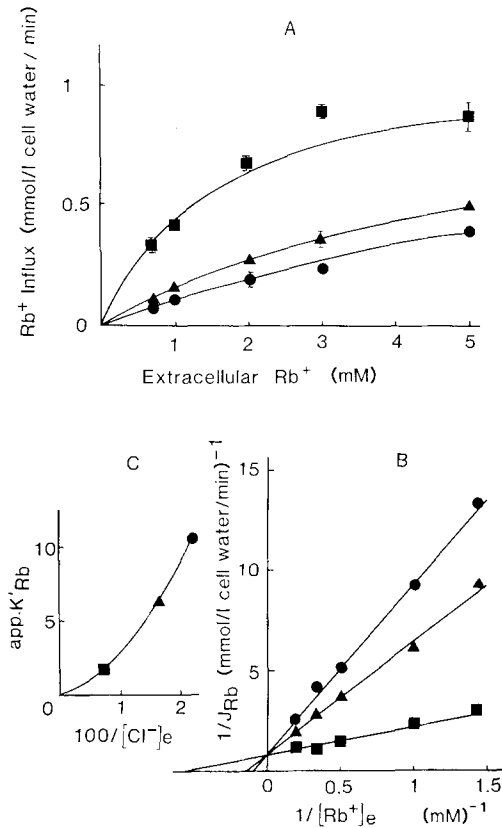 A
Rb⁺ Influx (mmol/l cell water / min)
1
0.5
0
1
2
3
4
5
Extracellular Rb⁺ (mM)
C
app.K'Rb
10
5
0
1
2
100/[Cl⁻]e
B
1/JRb (mmol/l cell water/min)⁻¹
15
10
5
0
0.5
1
1.5
1/[Rb⁺]e (mM)⁻¹